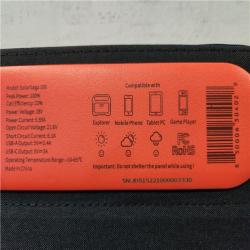 Model: SolarSaga 100
Peak Power: 100W
Cell Efficiency: 23%
Power Voltage: 18V
Power Current: 5.55A
Open Circuit Voltage: 21.6V
Short Circuit Current: 6.1A
USB-A Output: 5V⎓2.4A
USB-C Output: 5V⎓3A
Operating Temperature Range: -10-65℃
Compatible with
Explorer Mobile Phone Tablet PC Game Player
FC
RoHS
Important: Do not shelter the panel while using !